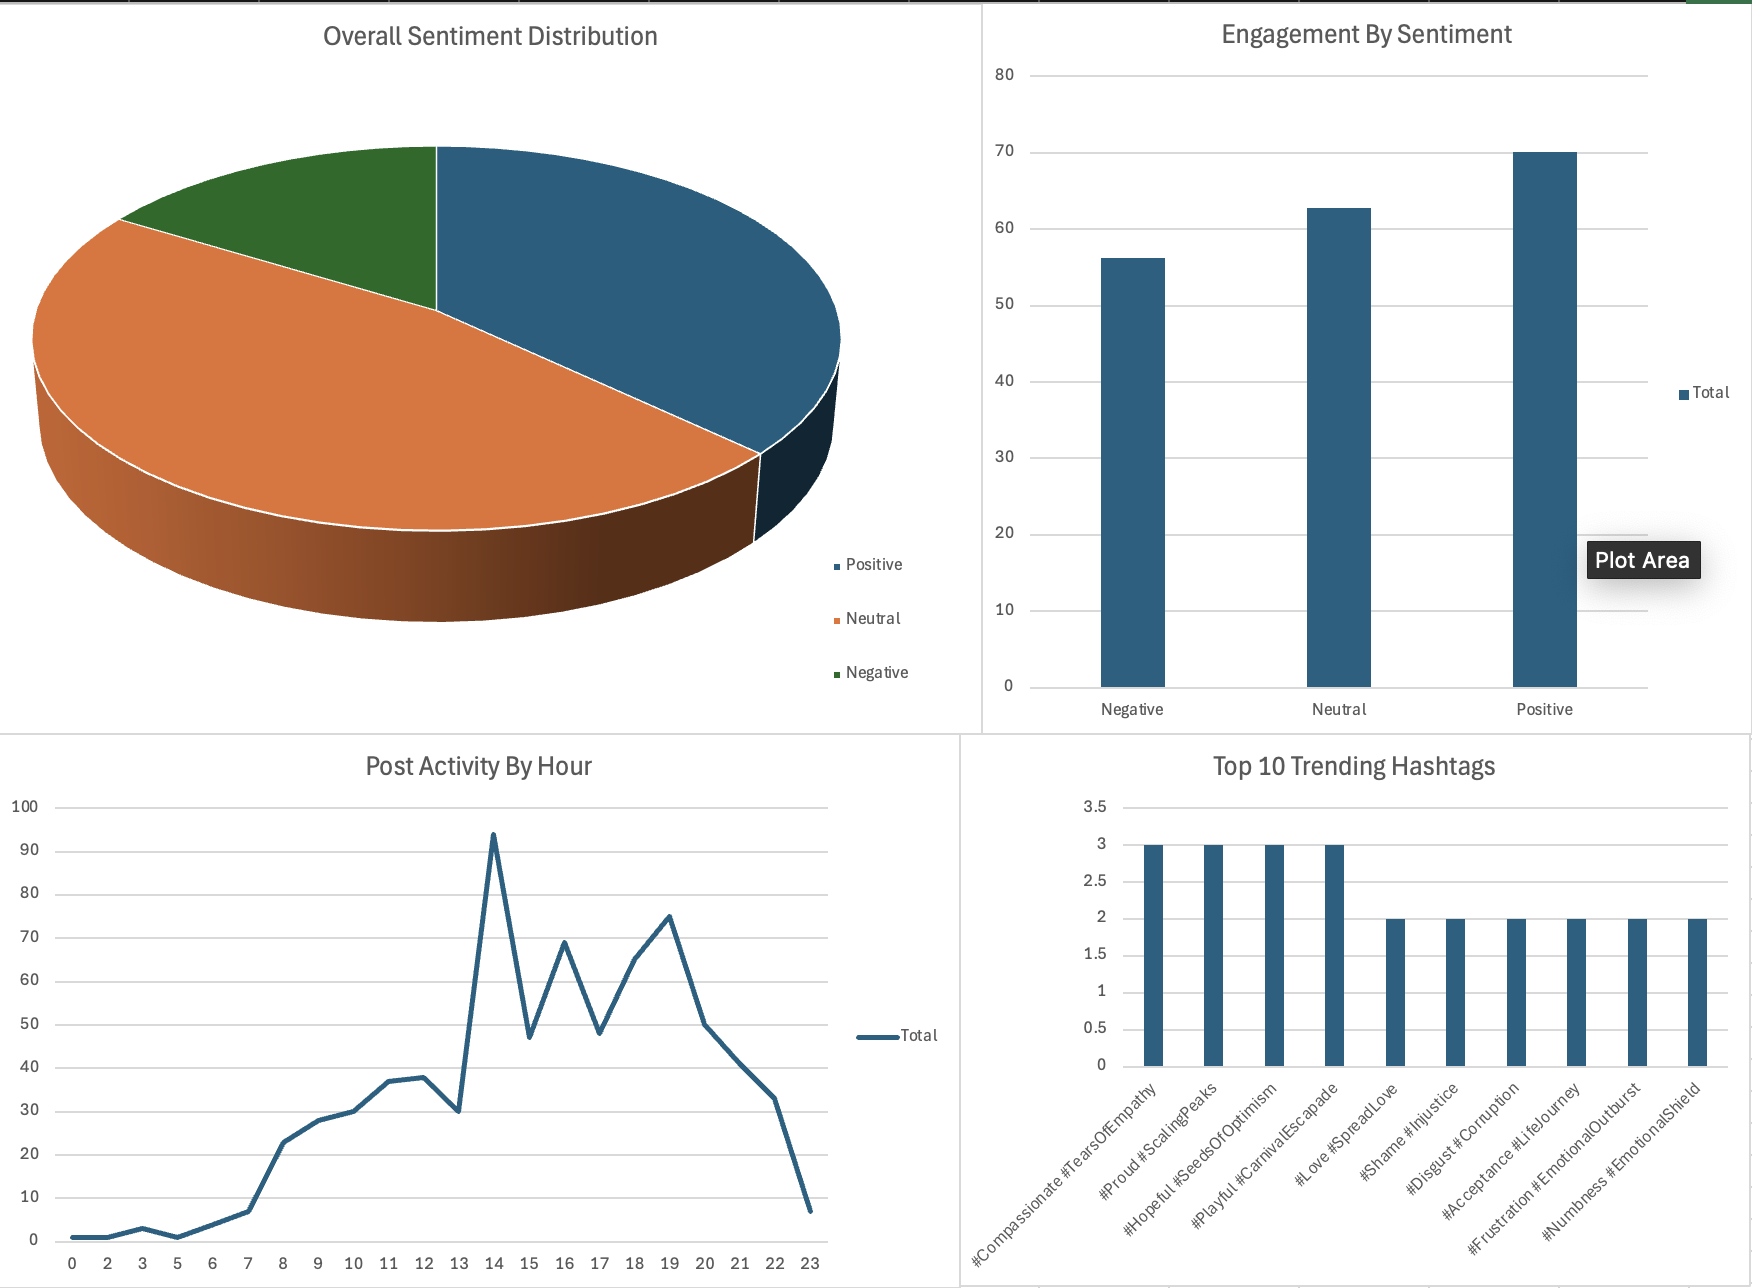 Overall Sentiment Distribution
Positive
Neutral
Negative
Engagement By Sentiment
80
70
60
50
40
30
20
10
0
Negative Neutral Positive
Total
Plot Area
Post Activity By Hour
100
90
80
70
60
50
40
30
20
10
0
0 2 3 5 6 7 8 9 10 11 12 13 14 15 16 17 18 19 20 21 22 23
Total
Top 10 Trending Hashtags
3.5
3
2.5
2
1.5
1
0.5
0
#Compassionate #TearsOfEmpathy
#Proud #ScalingPeaks
#Hopeful #SeedsOfOptimism
#Playful #CarnivalEscapade
#Love #SpreadLove
#Shame #Injustice
#Disgust #Corruption
#Acceptance #LifeJourney
#Frustration #EmotionalOutburst
#Numbness #EmotionalShield